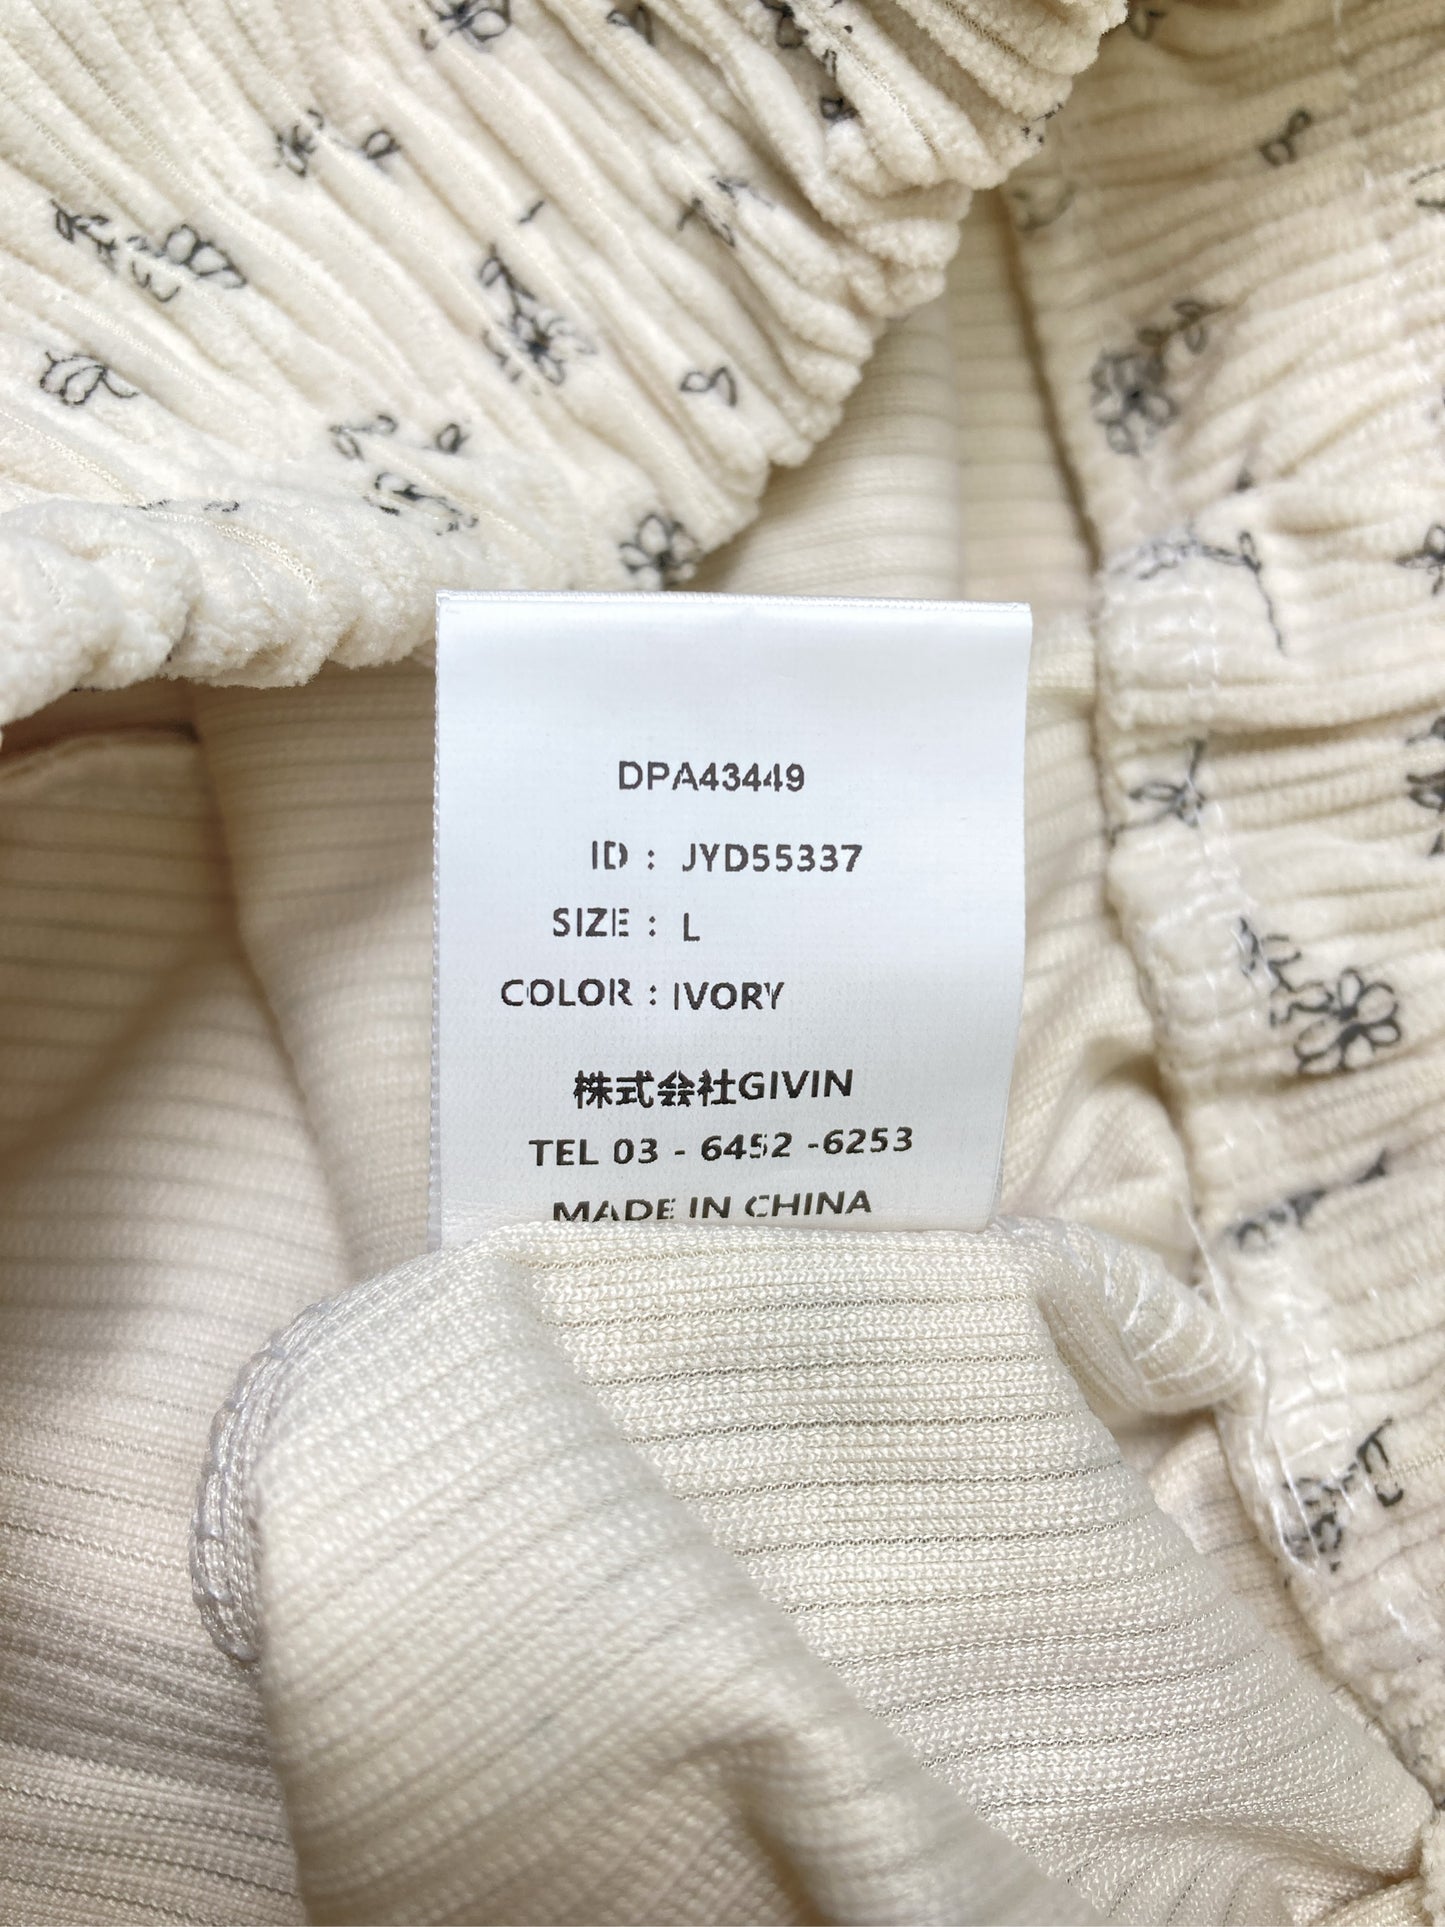 DPA43449
ID : JYD55337
SIZE : L
COLOR : IVORY
株式会社GIVIN
TEL 03 - 6452 -6253
MADE IN CHINA